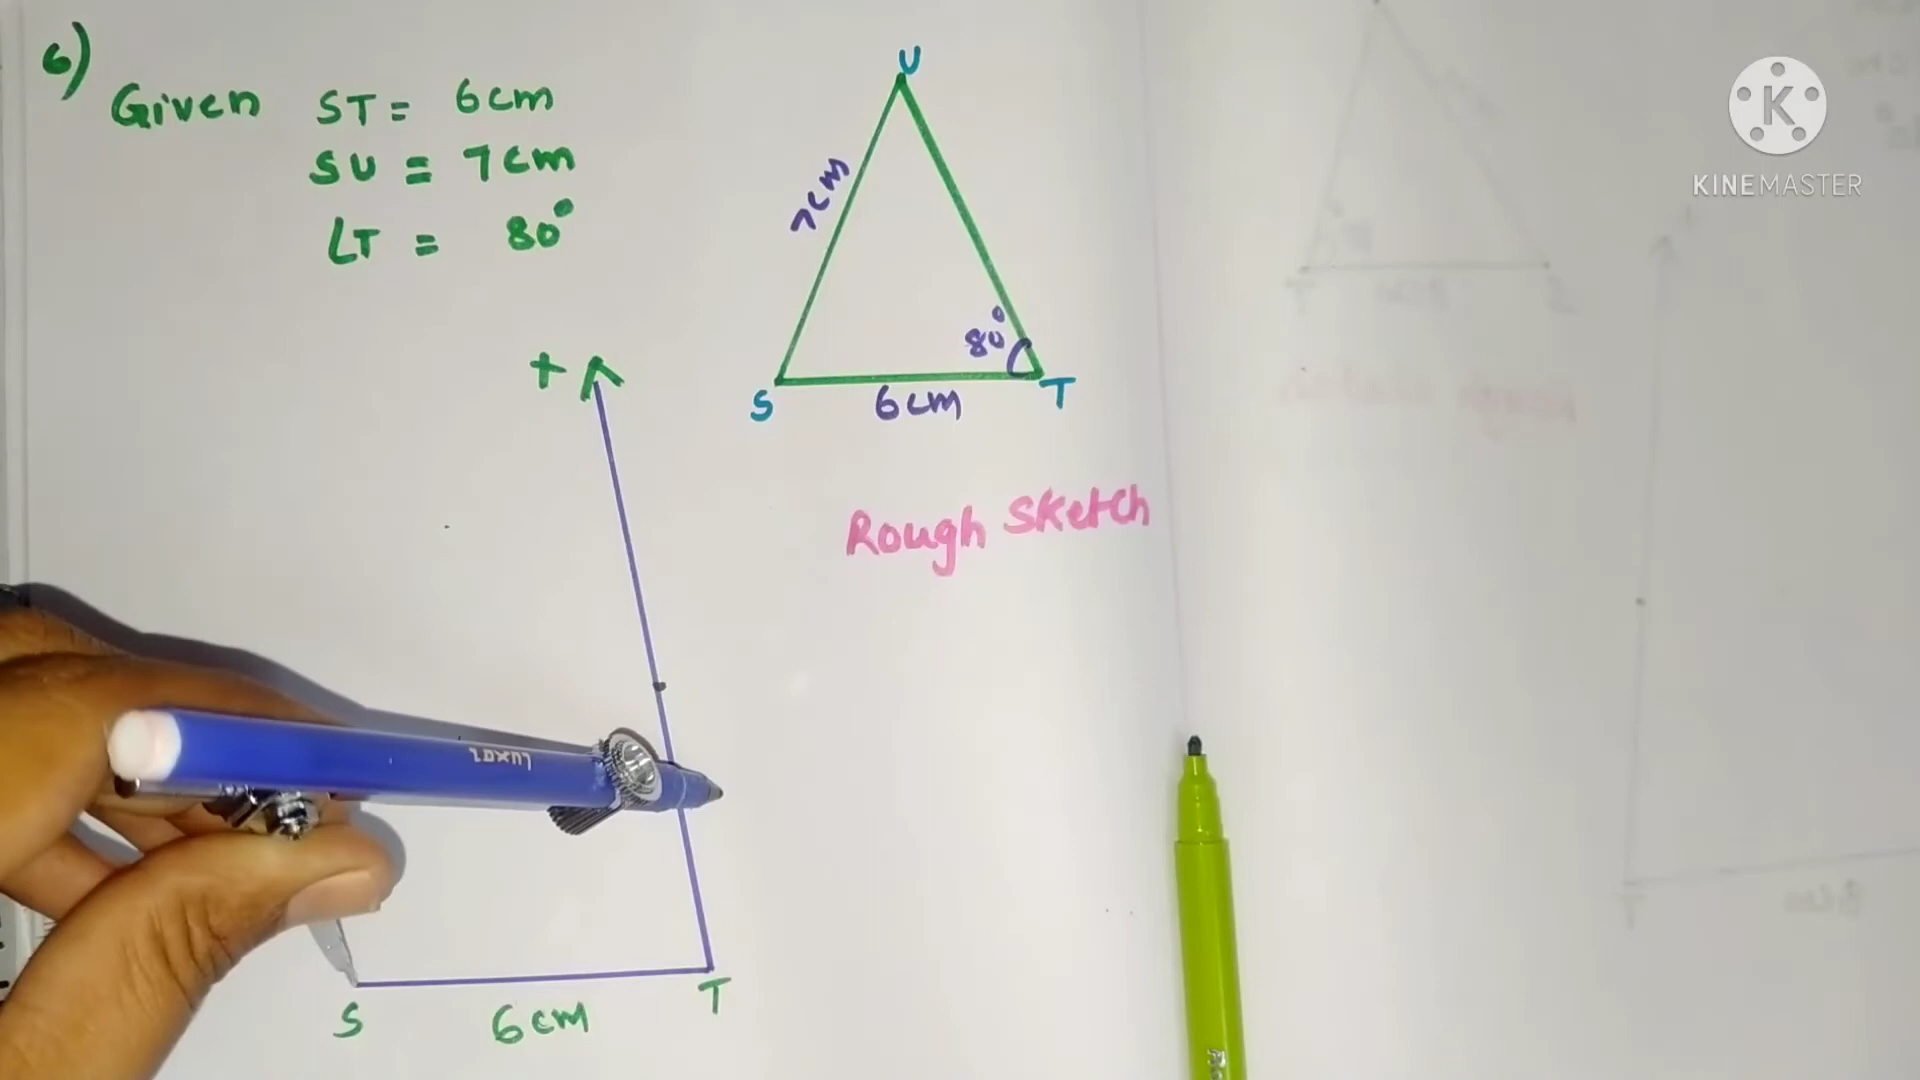 6)
Given ST = 6cm
SU = 7cm
∠T = 80°
U
7cm
80°
S
6cm
T
Rough Sketch
+
S
6cm
T
LUXOR
K
KINEMASTER